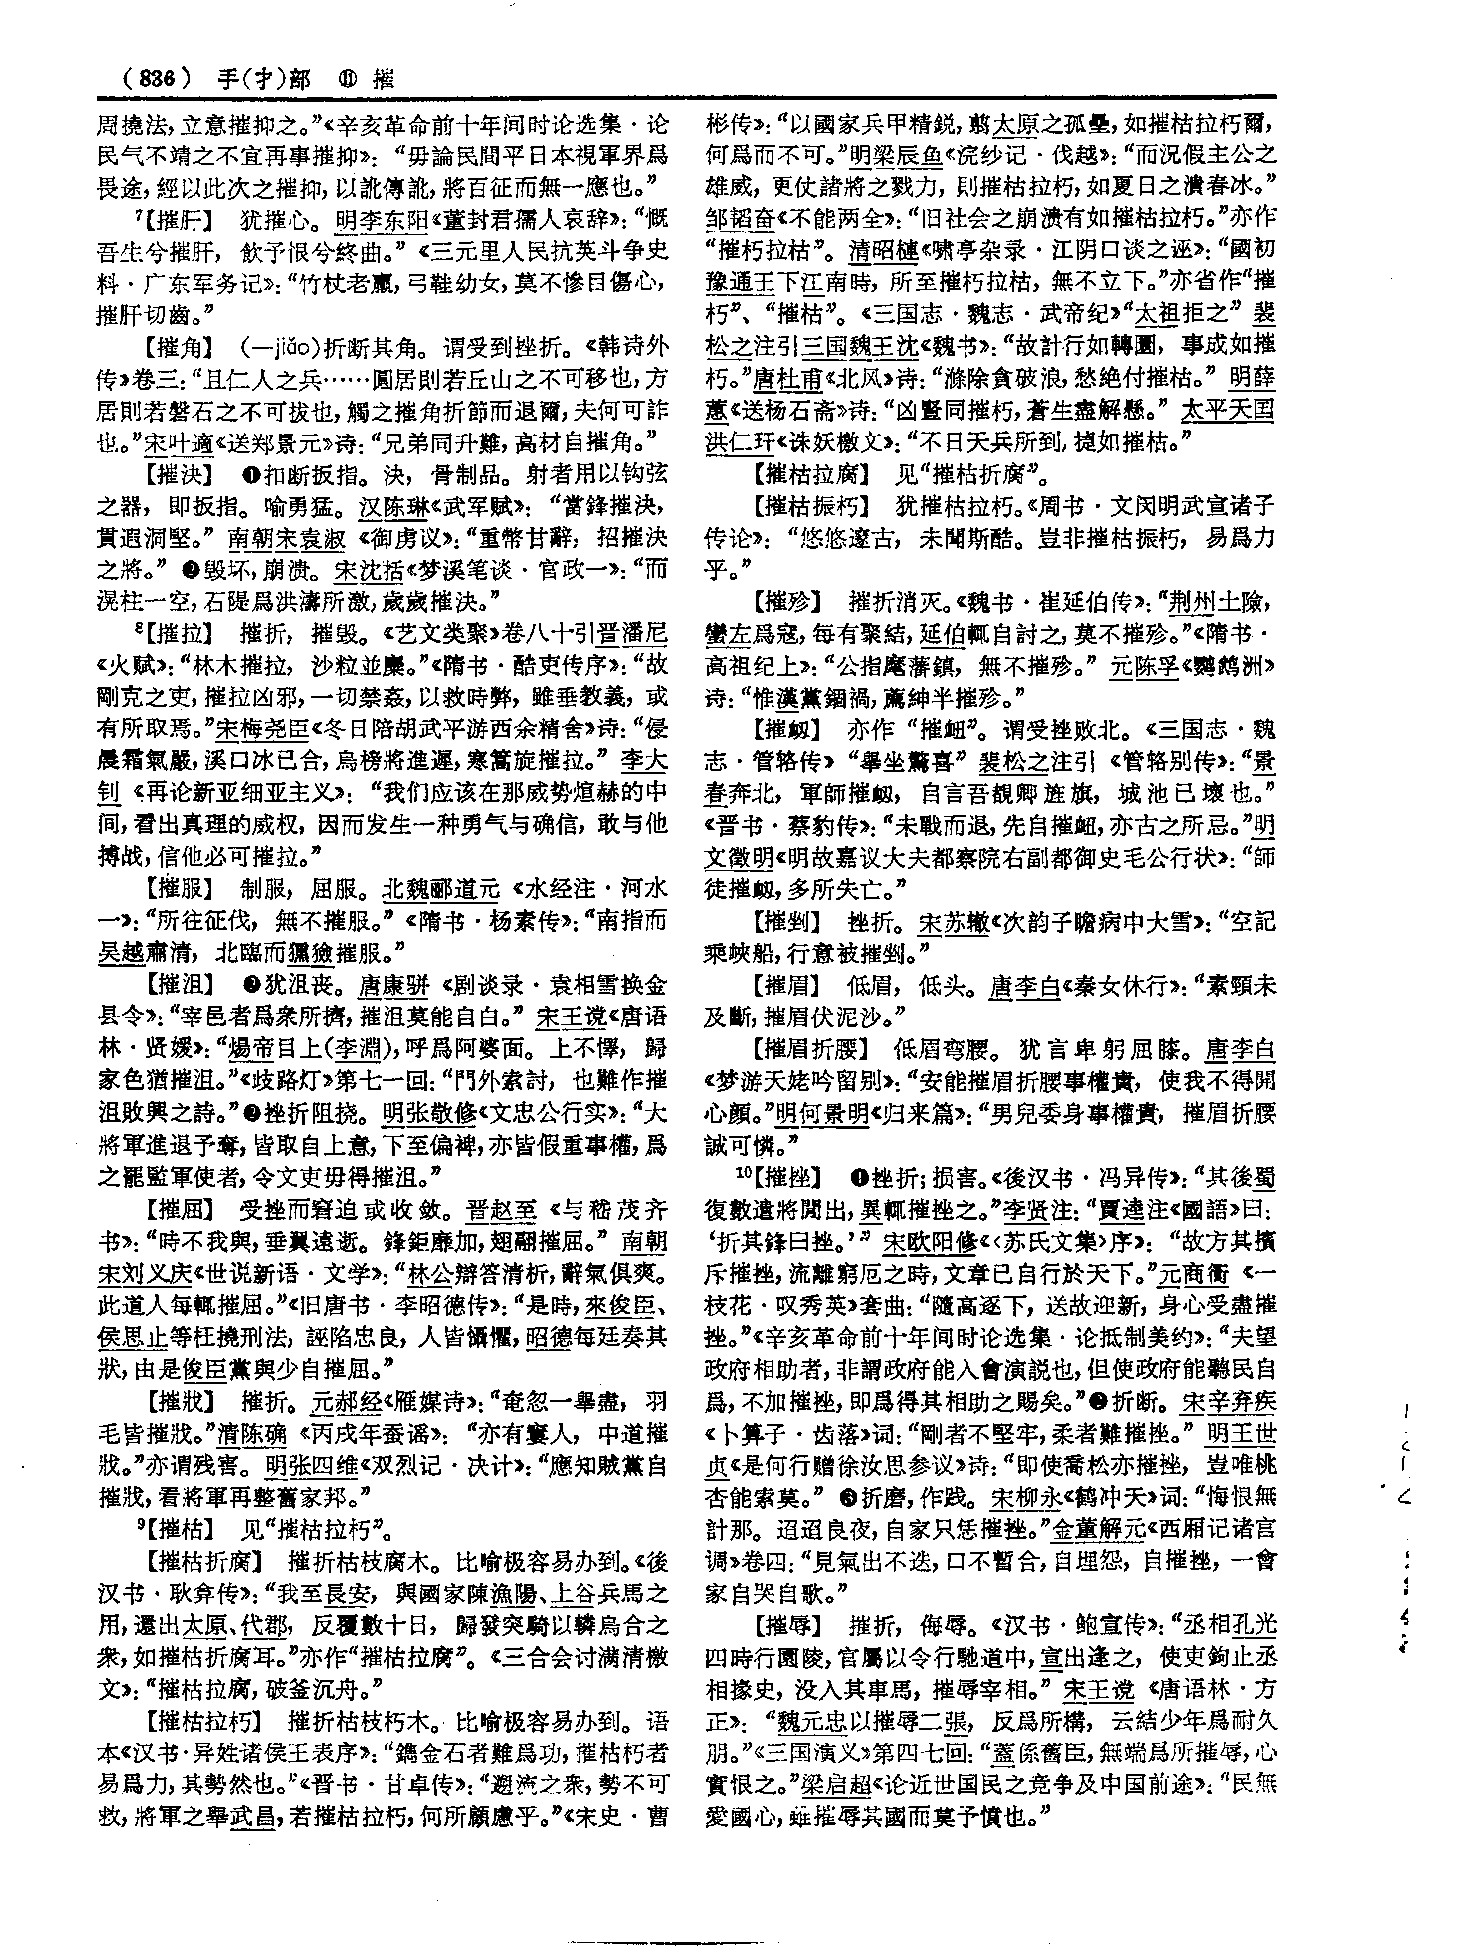 （836） 手(扌)部 ⑪ 摧
周撓法，立意摧抑之。”《辛亥革命前十年间时论选集·论
民气不靖之不宜再事摧抑》：“毋論民間平日本視軍界爲
畏途，經以此次之摧抑，以訛傳訛，將百征而無一應也。”
7【摧肝】 犹摧心。明李东阳《董封君孺人哀辞》：“慨
吾生兮摧肝，飲予恨兮終曲。”《三元里人民抗英斗争史
料·广东军务记》：“竹杖老羸，弓鞋幼女，莫不慘目傷心，
摧肝切齒。”
【摧角】 （—jiǎo）折断其角。谓受到挫折。《韩诗外
传》卷三：“且仁人之兵……圓居則若丘山之不可移也，方
居則若磐石之不可拔也，觸之摧角折節而退爾，夫何可詐
也。”宋叶適《送郑景元》诗：“兄弟同升難，高材自摧角。”
【摧決】 ❶扣断扳指。決，骨制品。射者用以钩弦
之器，即扳指。喻勇猛。汉陈琳《武军赋》：“當鋒摧決，
貫遐洞堅。”南朝宋袁淑《御虏议》：“重幣甘辭，招摧決
之將。”❷毁坏，崩溃。宋沈括《梦溪笔谈·官政一》：“而
滉柱一空，石隄爲洪濤所激，歲歲摧決。”
8【摧拉】 摧折，摧毁。《艺文类聚》卷八十引晋潘尼
《火赋》：“林木摧拉，沙粒並麋。”《隋书·酷吏传序》：“故
剛克之吏，摧拉凶邪，一切禁姦，以救時弊，雖垂教義，或
有所取焉。”宋梅尧臣《冬日陪胡武平游西余精舍》诗：“侵
晨霜氣嚴，溪口冰已合，烏榜將進遲，寒篙旋摧拉。”李大
钊《再论新亚细亚主义》：“我们应该在那威势煊赫的中
间，看出真理的威权，因而发生一种勇气与确信，敢与他
搏战，信他必可摧拉。”
【摧服】 制服，屈服。北魏郦道元《水经注·河水
一》：“所往征伐，無不摧服。”《隋书·杨素传》：“南指而
吴越肅清，北臨而獯獫摧服。”
【摧沮】 ❶犹沮丧。唐康骈《剧谈录·袁相雪换金
县令》：“宰邑者爲衆所擠，摧沮莫能自白。”宋王谠《唐语
林·贤媛》：“煬帝目上（李淵），呼爲阿婆面。上不懌，歸
家色猶摧沮。”《歧路灯》第七一回：“門外索討，也難作摧
沮敗興之詩。”❷挫折阻挠。明张敬修《文忠公行实》：“大
將軍進退予奪，皆取自上意，下至偏裨，亦皆假重事權，爲
之罷監軍使者，令文吏毋得摧沮。”
【摧屈】 受挫而窘迫或收敛。晋赵至《与嵇茂齐
书》：“時不我與，垂翼遠逝。鋒鉅靡加，翅翮摧屈。”南朝
宋刘义庆《世说新语·文学》：“林公辯答清析，辭氣俱爽。
此道人每輒摧屈。”《旧唐书·李昭德传》：“是時，來俊臣、
侯思止等枉撓刑法，誣陷忠良，人皆懾懼，昭德每廷奏其
狀，由是俊臣黨與少自摧屈。”
【摧戕】 摧折。元郝经《雁媒诗》：“奄忽一舉盡，羽
毛皆摧戕。”清陈确《丙戌年蚕谣》：“亦有窶人，中道摧
戕。”亦谓残害。明张四维《双烈记·决计》：“應知賊黨自
摧戕，看將軍再整舊家邦。”
9【摧枯】 见“摧枯拉朽”。
【摧枯折腐】 摧折枯枝腐木。比喻极容易办到。《後
汉书·耿弇传》：“我至長安，與國家陳漁陽、上谷兵馬之
用，還出太原、代郡，反覆數十日，歸發突騎以轔烏合之
衆，如摧枯折腐耳。”亦作“摧枯拉腐”。《三合会讨满清檄
文》：“摧枯拉腐，破釜沉舟。”
【摧枯拉朽】 摧折枯枝朽木。比喻极容易办到。语
本《汉书·异姓诸侯王表序》：“鐫金石者難爲功，摧枯朽者
易爲力，其勢然也。”《晋书·甘卓传》：“遡流之衆，勢不可
救，將軍之舉武昌，若摧枯拉朽，何所顧慮乎。”《宋史·曹
彬传》：“以國家兵甲精鋭，翦太原之孤壘，如摧枯拉朽爾，
何爲而不可。”明梁辰鱼《浣纱记·伐越》：“而況假主公之
雄威，更仗諸將之戮力，則摧枯拉朽，如夏日之潰春冰。”
邹韬奋《不能两全》：“旧社会之崩溃有如摧枯拉朽。”亦作
“摧朽拉枯”。清昭梿《啸亭杂录·江阴口谈之诬》：“國初
豫通王下江南時，所至摧朽拉枯，無不立下。”亦省作“摧
朽”、“摧枯”。《三国志·魏志·武帝纪》“太祖拒之”裴
松之注引三国魏王沈《魏书》：“故計行如轉圜，事成如摧
朽。”唐杜甫《北风》诗：“滌除貪破浪，愁絶付摧枯。”明薛
蕙《送杨石斋》诗：“凶豎同摧朽，蒼生盡解懸。”太平天囯
洪仁玕《诛妖檄文》：“不日天兵所到，㨗如摧枯。”
【摧枯拉腐】 见“摧枯折腐”。
【摧枯振朽】 犹摧枯拉朽。《周书·文闵明武宣诸子
传论》：“悠悠邃古，未聞斯酷。豈非摧枯振朽，易爲力
乎。”
【摧殄】 摧折消灭。《魏书·崔延伯传》：“荆州土險，
蠻左爲寇，每有聚結，延伯輒自討之，莫不摧殄。”《隋书·
高祖纪上》：“公指麾藩鎮，無不摧殄。”元陈孚《鹦鹉洲》
诗：“惟漢黨錮禍，薦紳半摧殄。”
【摧衂】 亦作“摧衄”。谓受挫败北。《三国志·魏
志·管辂传》“舉坐驚喜”裴松之注引《管辂别传》：“景
春奔北，軍師摧衂，自言吾覩卿旌旗，城池已壞也。”
《晋书·蔡豹传》：“未戰而退，先自摧衄，亦古之所忌。”明
文徵明《明故嘉议大夫都察院右副都御史毛公行状》：“師
徒摧衂，多所失亡。”
【摧剉】 挫折。宋苏辙《次韵子瞻病中大雪》：“空記
乘峽船，行意被摧剉。”
【摧眉】 低眉，低头。唐李白《秦女休行》：“素頸未
及斷，摧眉伏泥沙。”
【摧眉折腰】 低眉弯腰。犹言卑躬屈膝。唐李白
《梦游天姥吟留别》：“安能摧眉折腰事權貴，使我不得開
心顔。”明何景明《归来篇》：“男兒委身事權貴，摧眉折腰
誠可憐。”
10【摧挫】 ❶挫折；损害。《後汉书·冯异传》：“其後蜀
復數遣將間出，異輒摧挫之。”李贤注：“賈逵注《國語》曰：
‘折其鋒曰挫。’”宋欧阳修《〈苏氏文集〉序》：“故方其擯
斥摧挫，流離窮厄之時，文章已自行於天下。”元商衢《一
枝花·叹秀英》套曲：“隨高逐下，送故迎新，身心受盡摧
挫。”《辛亥革命前十年间时论选集·论抵制美约》：“夫望
政府相助者，非謂政府能入會演説也，但使政府能聽民自
爲，不加摧挫，即爲得其相助之賜矣。”❷折断。宋辛弃疾
《卜算子·齿落》词：“剛者不堅牢，柔者難摧挫。”明王世
贞《是何行赠徐汝思参议》诗：“即使喬松亦摧挫，豈唯桃
杏能索莫。”❸折磨，作践。宋柳永《鹤冲天》词：“悔恨無
計那。迢迢良夜，自家只恁摧挫。”金董解元《西厢记诸宫
调》卷四：“見氣出不迭，口不暫合，自埋怨，自摧挫，一會
家自哭自歌。”
【摧辱】 摧折，侮辱。《汉书·鲍宣传》：“丞相孔光
四時行園陵，官屬以令行馳道中，宣出逢之，使吏鉤止丞
相掾史，没入其車馬，摧辱宰相。”宋王谠《唐语林·方
正》：“魏元忠以摧辱二張，反爲所構，云結少年爲耐久
朋。”《三国演义》第四七回：“蓋係舊臣，無端爲所摧辱，心
實恨之。”梁启超《论近世国民之竞争及中国前途》：“民無
愛國心，雖摧辱其國而莫予憤也。”